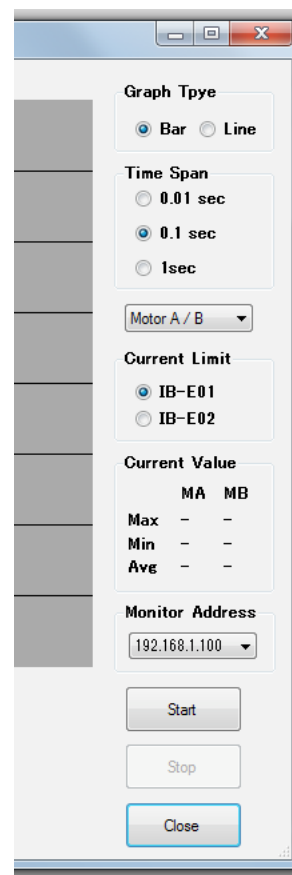 Graph Tpye
Bar Line
Time Span
0.01 sec
0.1 sec
1sec
Motor A / B
Current Limit
IB-E01
IB-E02
Current Value
MA MB
Max - -
Min - -
Avg - -
Monitor Address
192.168.1.100
Start
Stop
Close